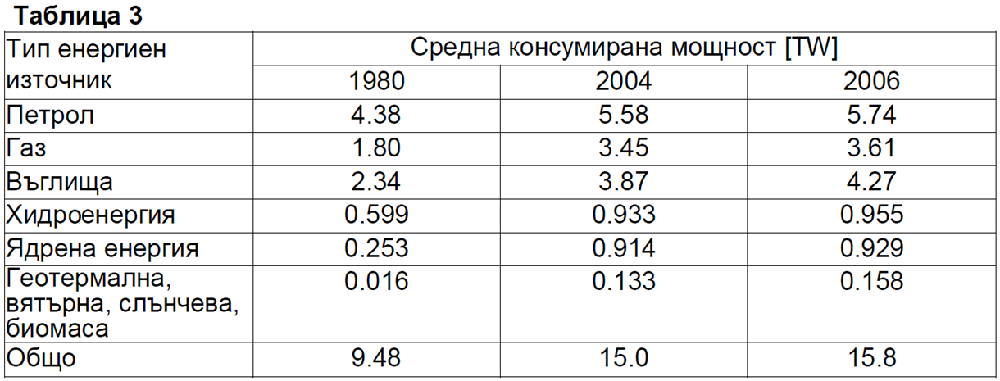 Таблица 3
Тип енергиен източник Средна консумирана мощност [TW]
1980 2004 2006
Петрол 4.38 5.58 5.74
Газ 1.80 3.45 3.61
Въглища 2.34 3.87 4.27
Хидроенергия 0.599 0.933 0.955
Ядрена енергия 0.253 0.914 0.929
Геотермална, 0.016 0.133 0.158
вятърна, слънчева,
биомаса
Общо 9.48 15.0 15.8